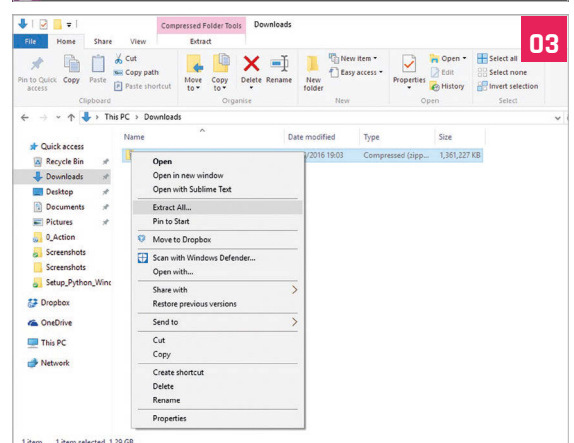 Compressed Folder Tools
Downloads
File
Home
Share
View
Extract
03
Pin to Quick access
Copy
Paste
Cut
Copy path
Paste shortcut
Move to
Copy to
Delete
Rename
New folder
New item
Easy access
Properties
Open
Edit
History
Select all
Select none
Invert selection
Clipboard
Organise
New
Open
Select
This PC > Downloads
Name
Date modified
Type
Size
/2016 19:03
Compressed (zipp...
1,361,227 KB
Quick access
Recycle Bin
Downloads
Desktop
Documents
Pictures
0_Action
Screenshots
Screenshots
Setup_Python_Winc
Dropbox
OneDrive
This PC
Network
Open
Open in new window
Open with Sublime Text
Extract All...
Pin to Start
Move to Dropbox
Scan with Windows Defender...
Open with...
Share with
Restore previous versions
Send to
Cut
Copy
Create shortcut
Delete
Rename
Properties
1 item
1 item selected 1.29 GB